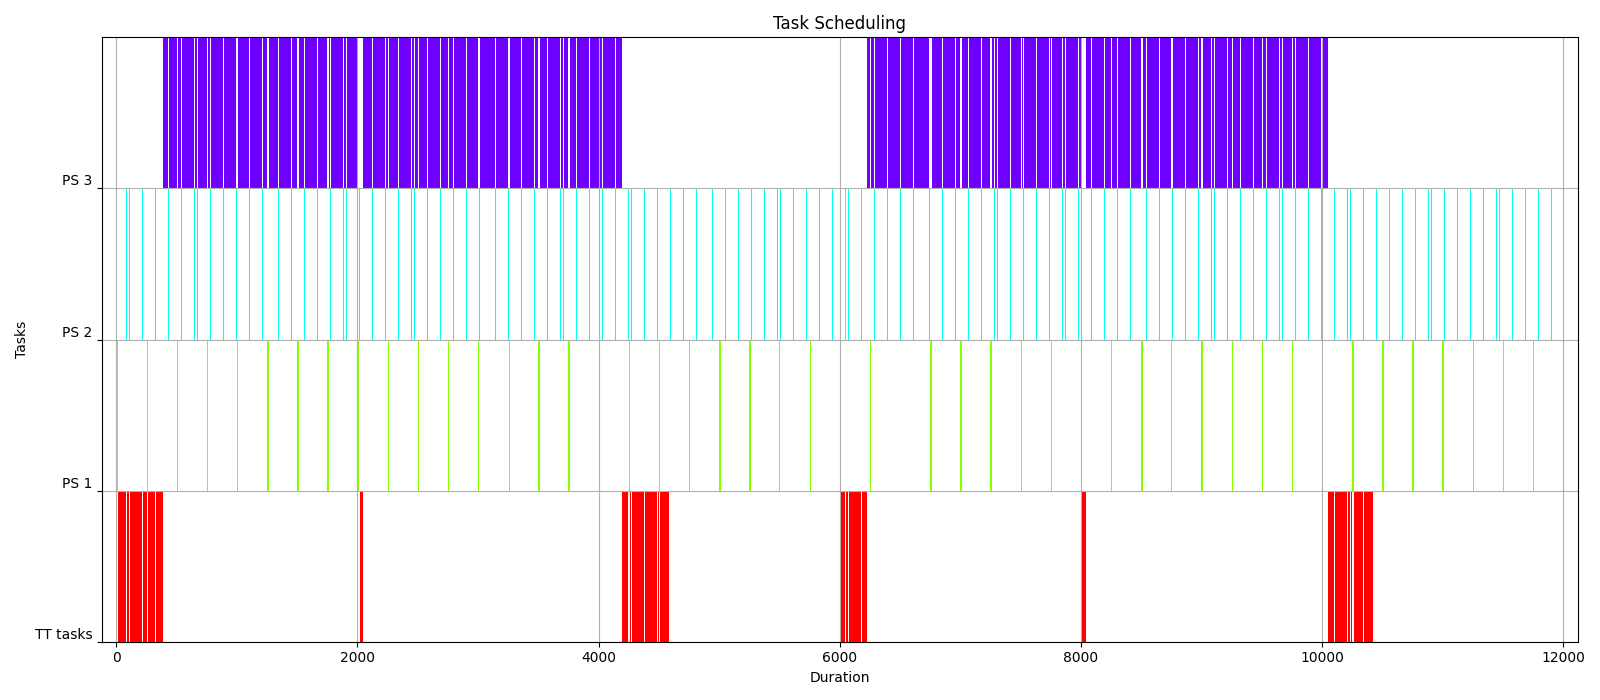 Task Scheduling
Tasks
PS 3
PS 2
PS 1
TT tasks
0 2000 4000 6000 8000 10000 12000
Duration